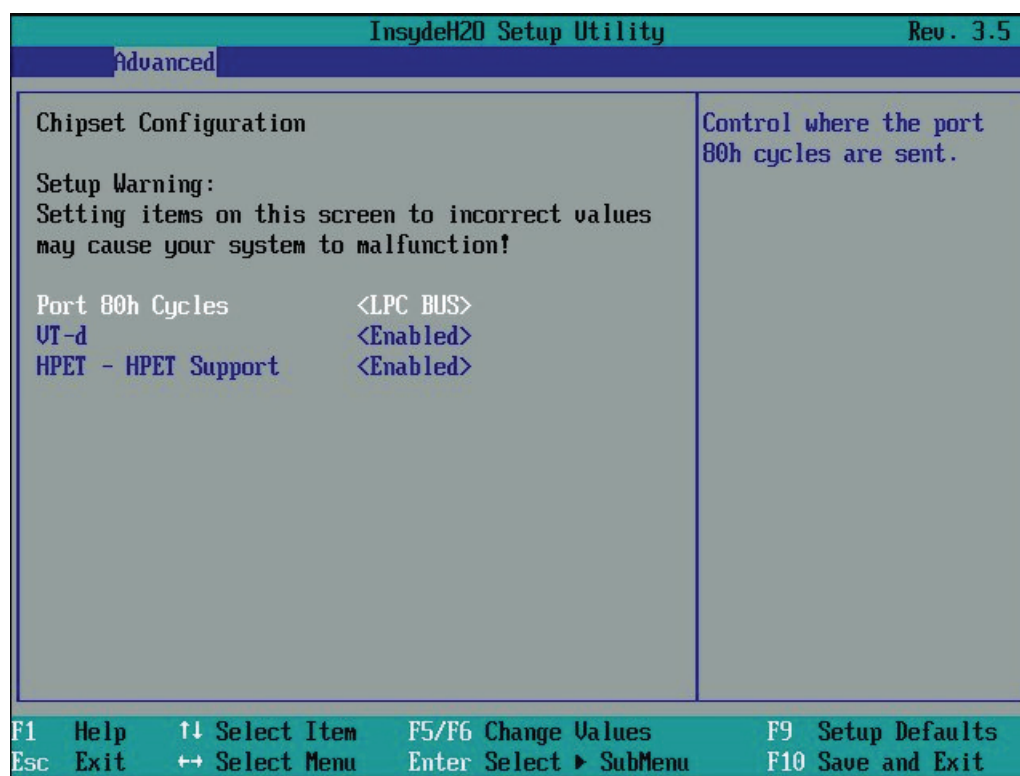 InsydeH2O Setup Utility Rev. 3.5
Advanced
Chipset Configuration
Setup Warning:
Setting items on this screen to incorrect values
may cause your system to malfunction!
Port 80h Cycles <LPC BUS>
VT-d <Enabled>
HPET - HPET Support <Enabled>
Control where the port
80h cycles are sent.
F1 Help ↑↓ Select Item F5/F6 Change Values F9 Setup Defaults
Esc Exit ↔ Select Menu Enter Select ▶ SubMenu F10 Save and Exit